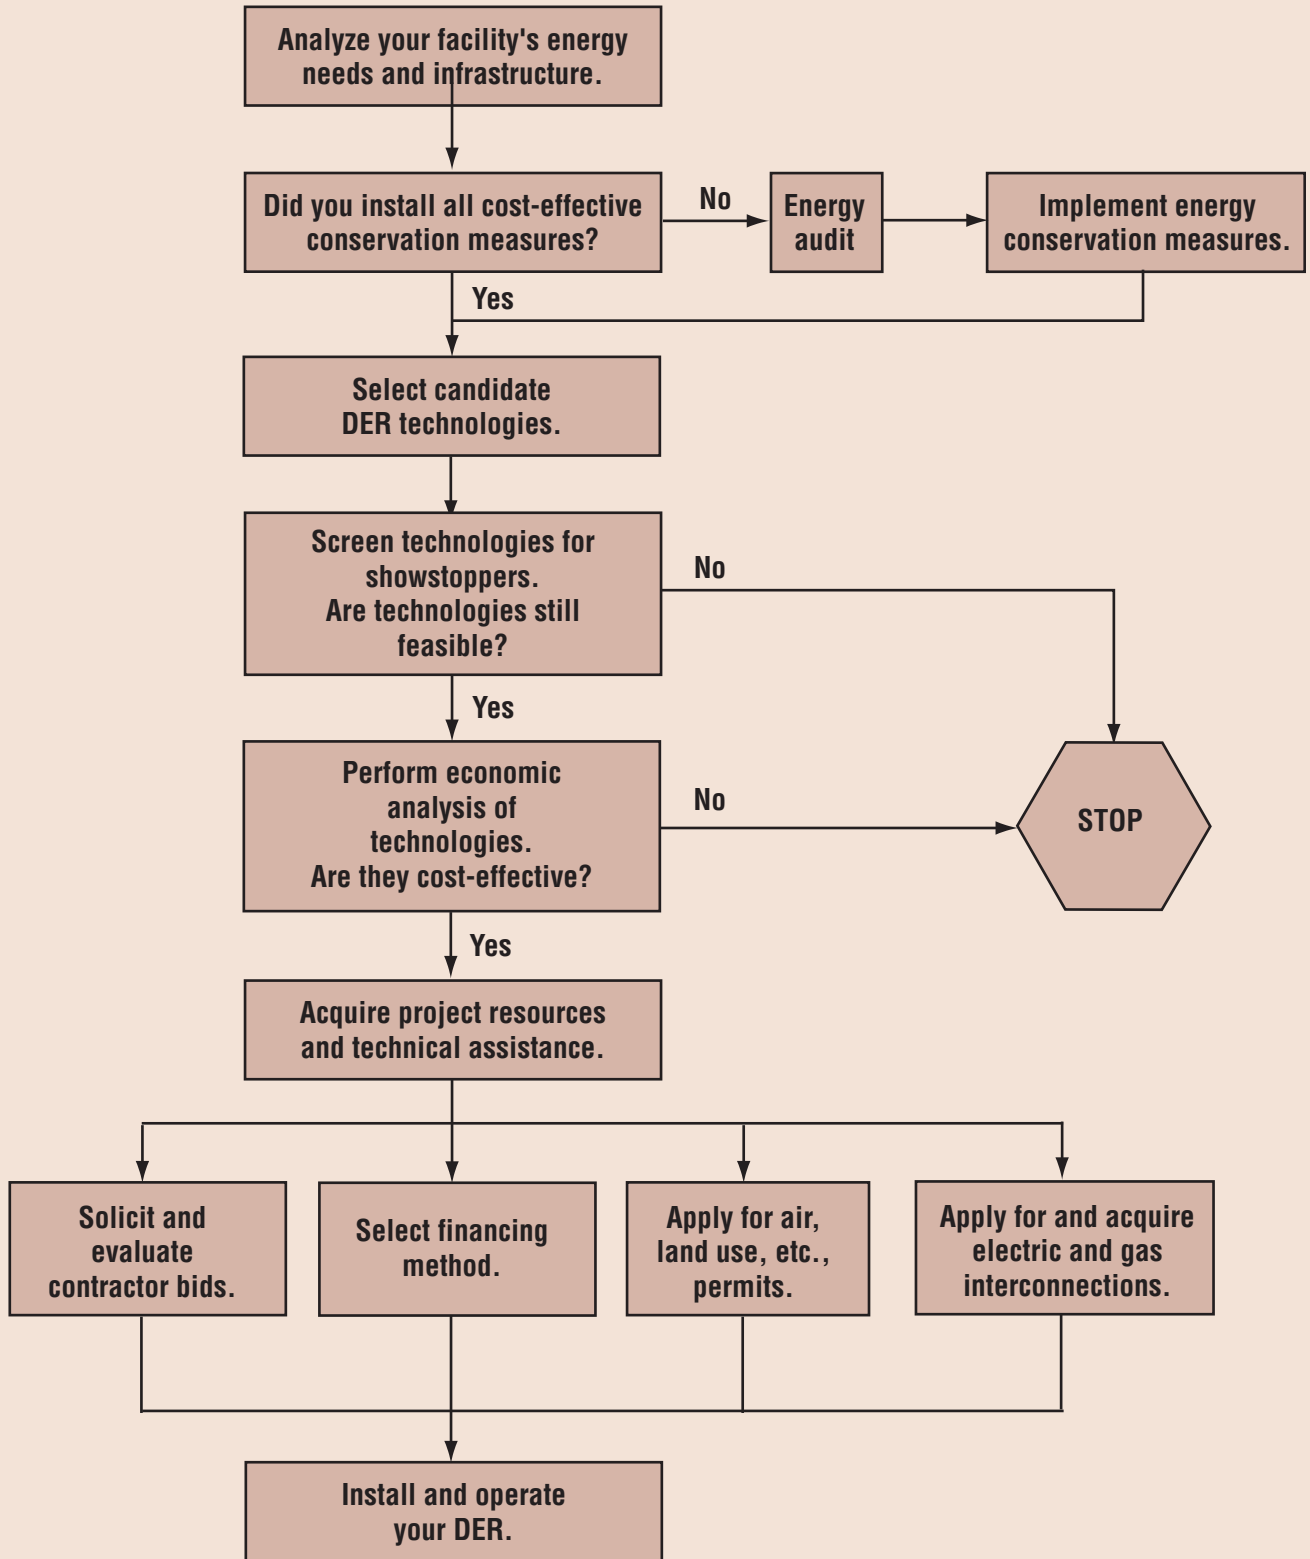 Analyze your facility's energy
needs and infrastructure.
Did you install all cost-effective
conservation measures?
No
Energy
audit
Implement energy
conservation measures.
Yes
Select candidate
DER technologies.
Screen technologies for
showstoppers.
Are technologies still
feasible?
No
Yes
Perform economic
analysis of
technologies.
Are they cost-effective?
No
STOP
Yes
Acquire project resources
and technical assistance.
Solicit and
evaluate
contractor bids.
Select financing
method.
Apply for air,
land use, etc.,
permits.
Apply for and acquire
electric and gas
interconnections.
Install and operate
your DER.